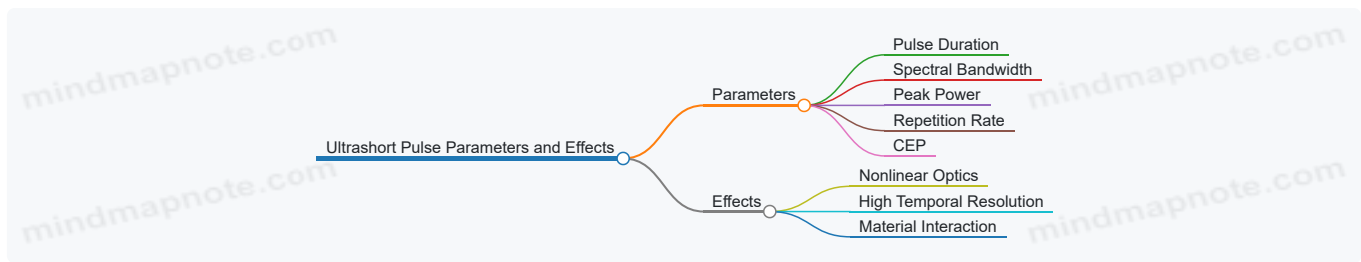 mindmapnote.com
mindmapnote.com
Pulse Duration
Spectral Bandwidth
Parameters
Peak Power
Repetition Rate
CEP
Ultrashort Pulse Parameters and Effects
Nonlinear Optics
Effects
High Temporal Resolution
Material Interaction
mindmapnote.com
mindmapnote.com